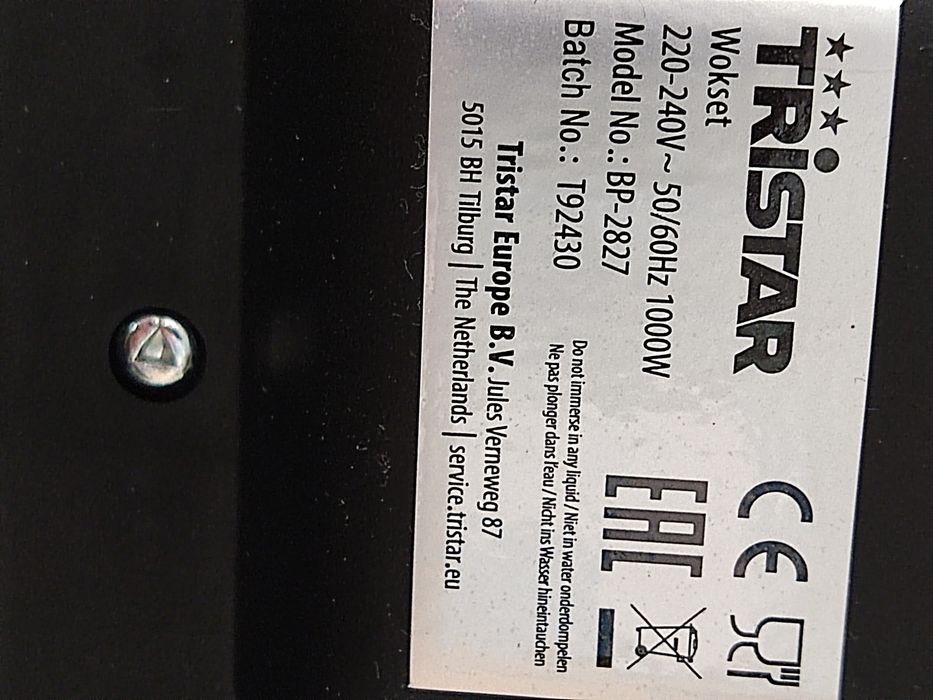 TRiSTAR
Wokset
220-240V~ 50/60Hz 1000W
Model No.: BP-2827
Batch No.: T92430
CE
EAC
Do not immerse in any liquid / Niet in water onderdompelen
Ne pas plonger dans l'eau / Nicht ins Wasser hineintauchen
Tristar Europe B.V. Jules Verneweg 87
5015 BH Tilburg | The Netherlands | service.tristar.eu